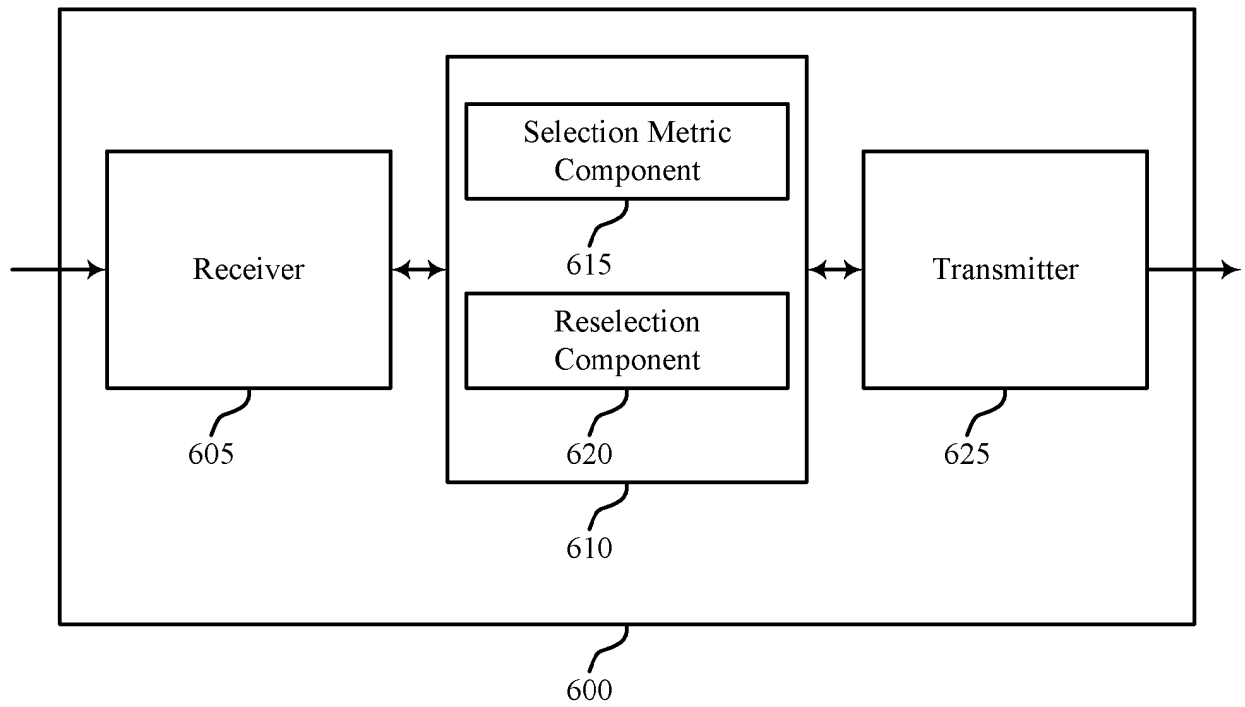 Selection Metric
Component
615
Receiver
605
Reselection
Component
620
610
Transmitter
625
600